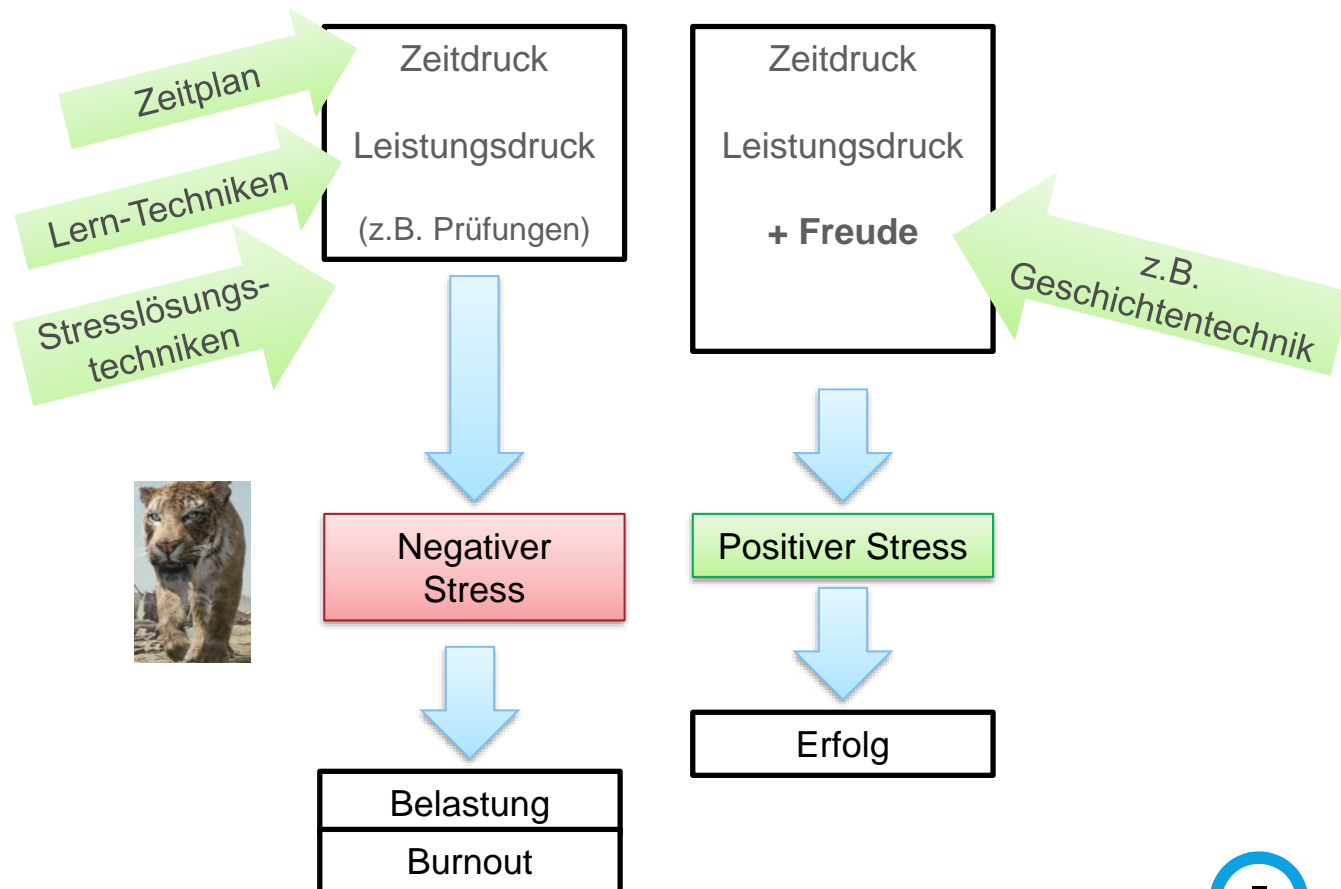 Zeitplan
Lern-Techniken
Stresslösungs-
techniken
Zeitdruck
Leistungsdruck
(z.B. Prüfungen)
Negativer
Stress
Belastung
Burnout
Zeitdruck
Leistungsdruck
+ Freude
z.B.
Geschichtentechnik
Positiver Stress
Erfolg